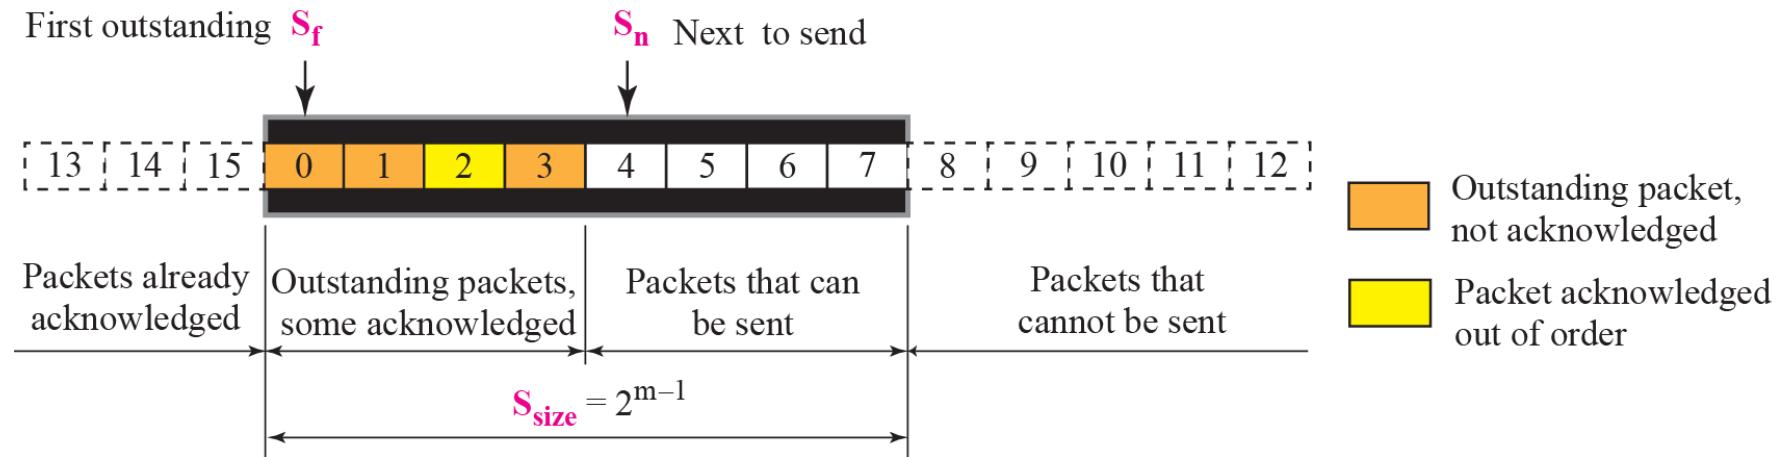 First outstanding Sf Sn Next to send
13 14 15 0 1 2 3 4 5 6 7 8 9 10 11 12
Outstanding packet,
not acknowledged
Packets already
acknowledged
Outstanding packets,
some acknowledged
Packets that can
be sent
Packets that
cannot be sent
Packet acknowledged
out of order
Ssize = 2^m–1